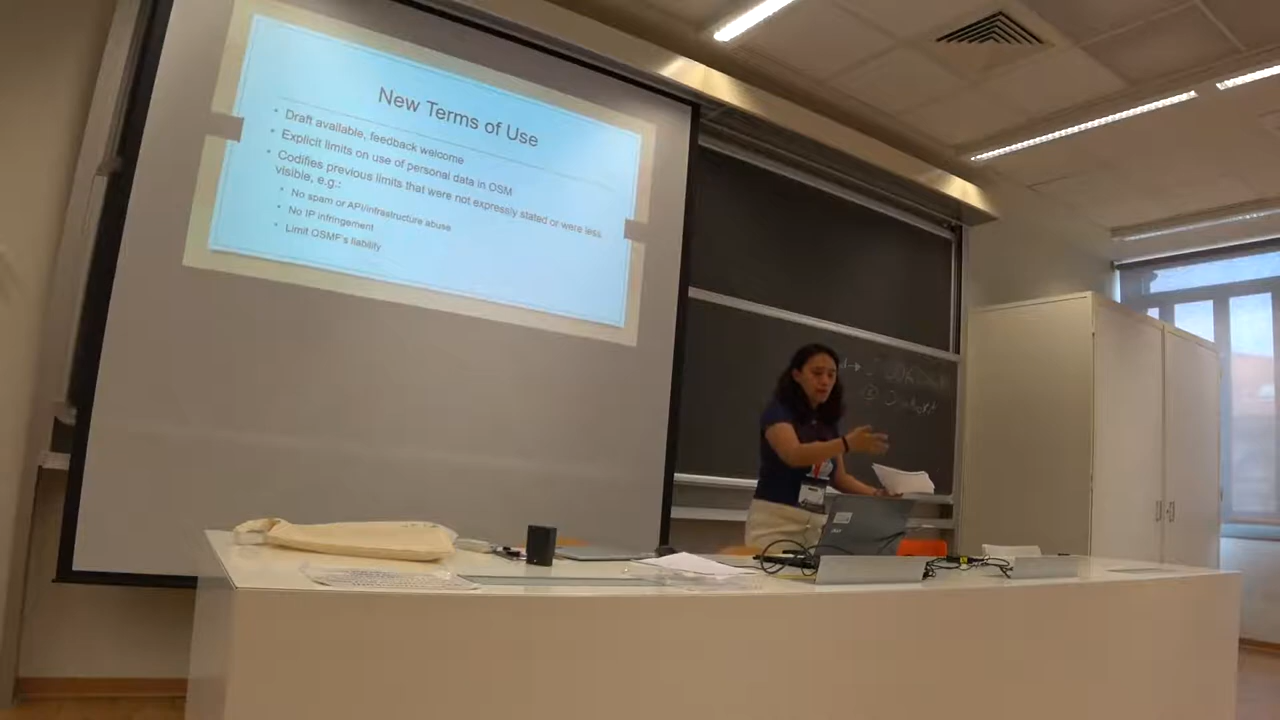 New Terms of Use
• Draft available, feedback welcome
• Explicit limits on use of personal data in OSM
• Codifies previous limits that were not expressly stated or were less
visible, e.g.:
• No spam or API/infrastructure abuse
• No IP infringement
• Limit OSMF's liability